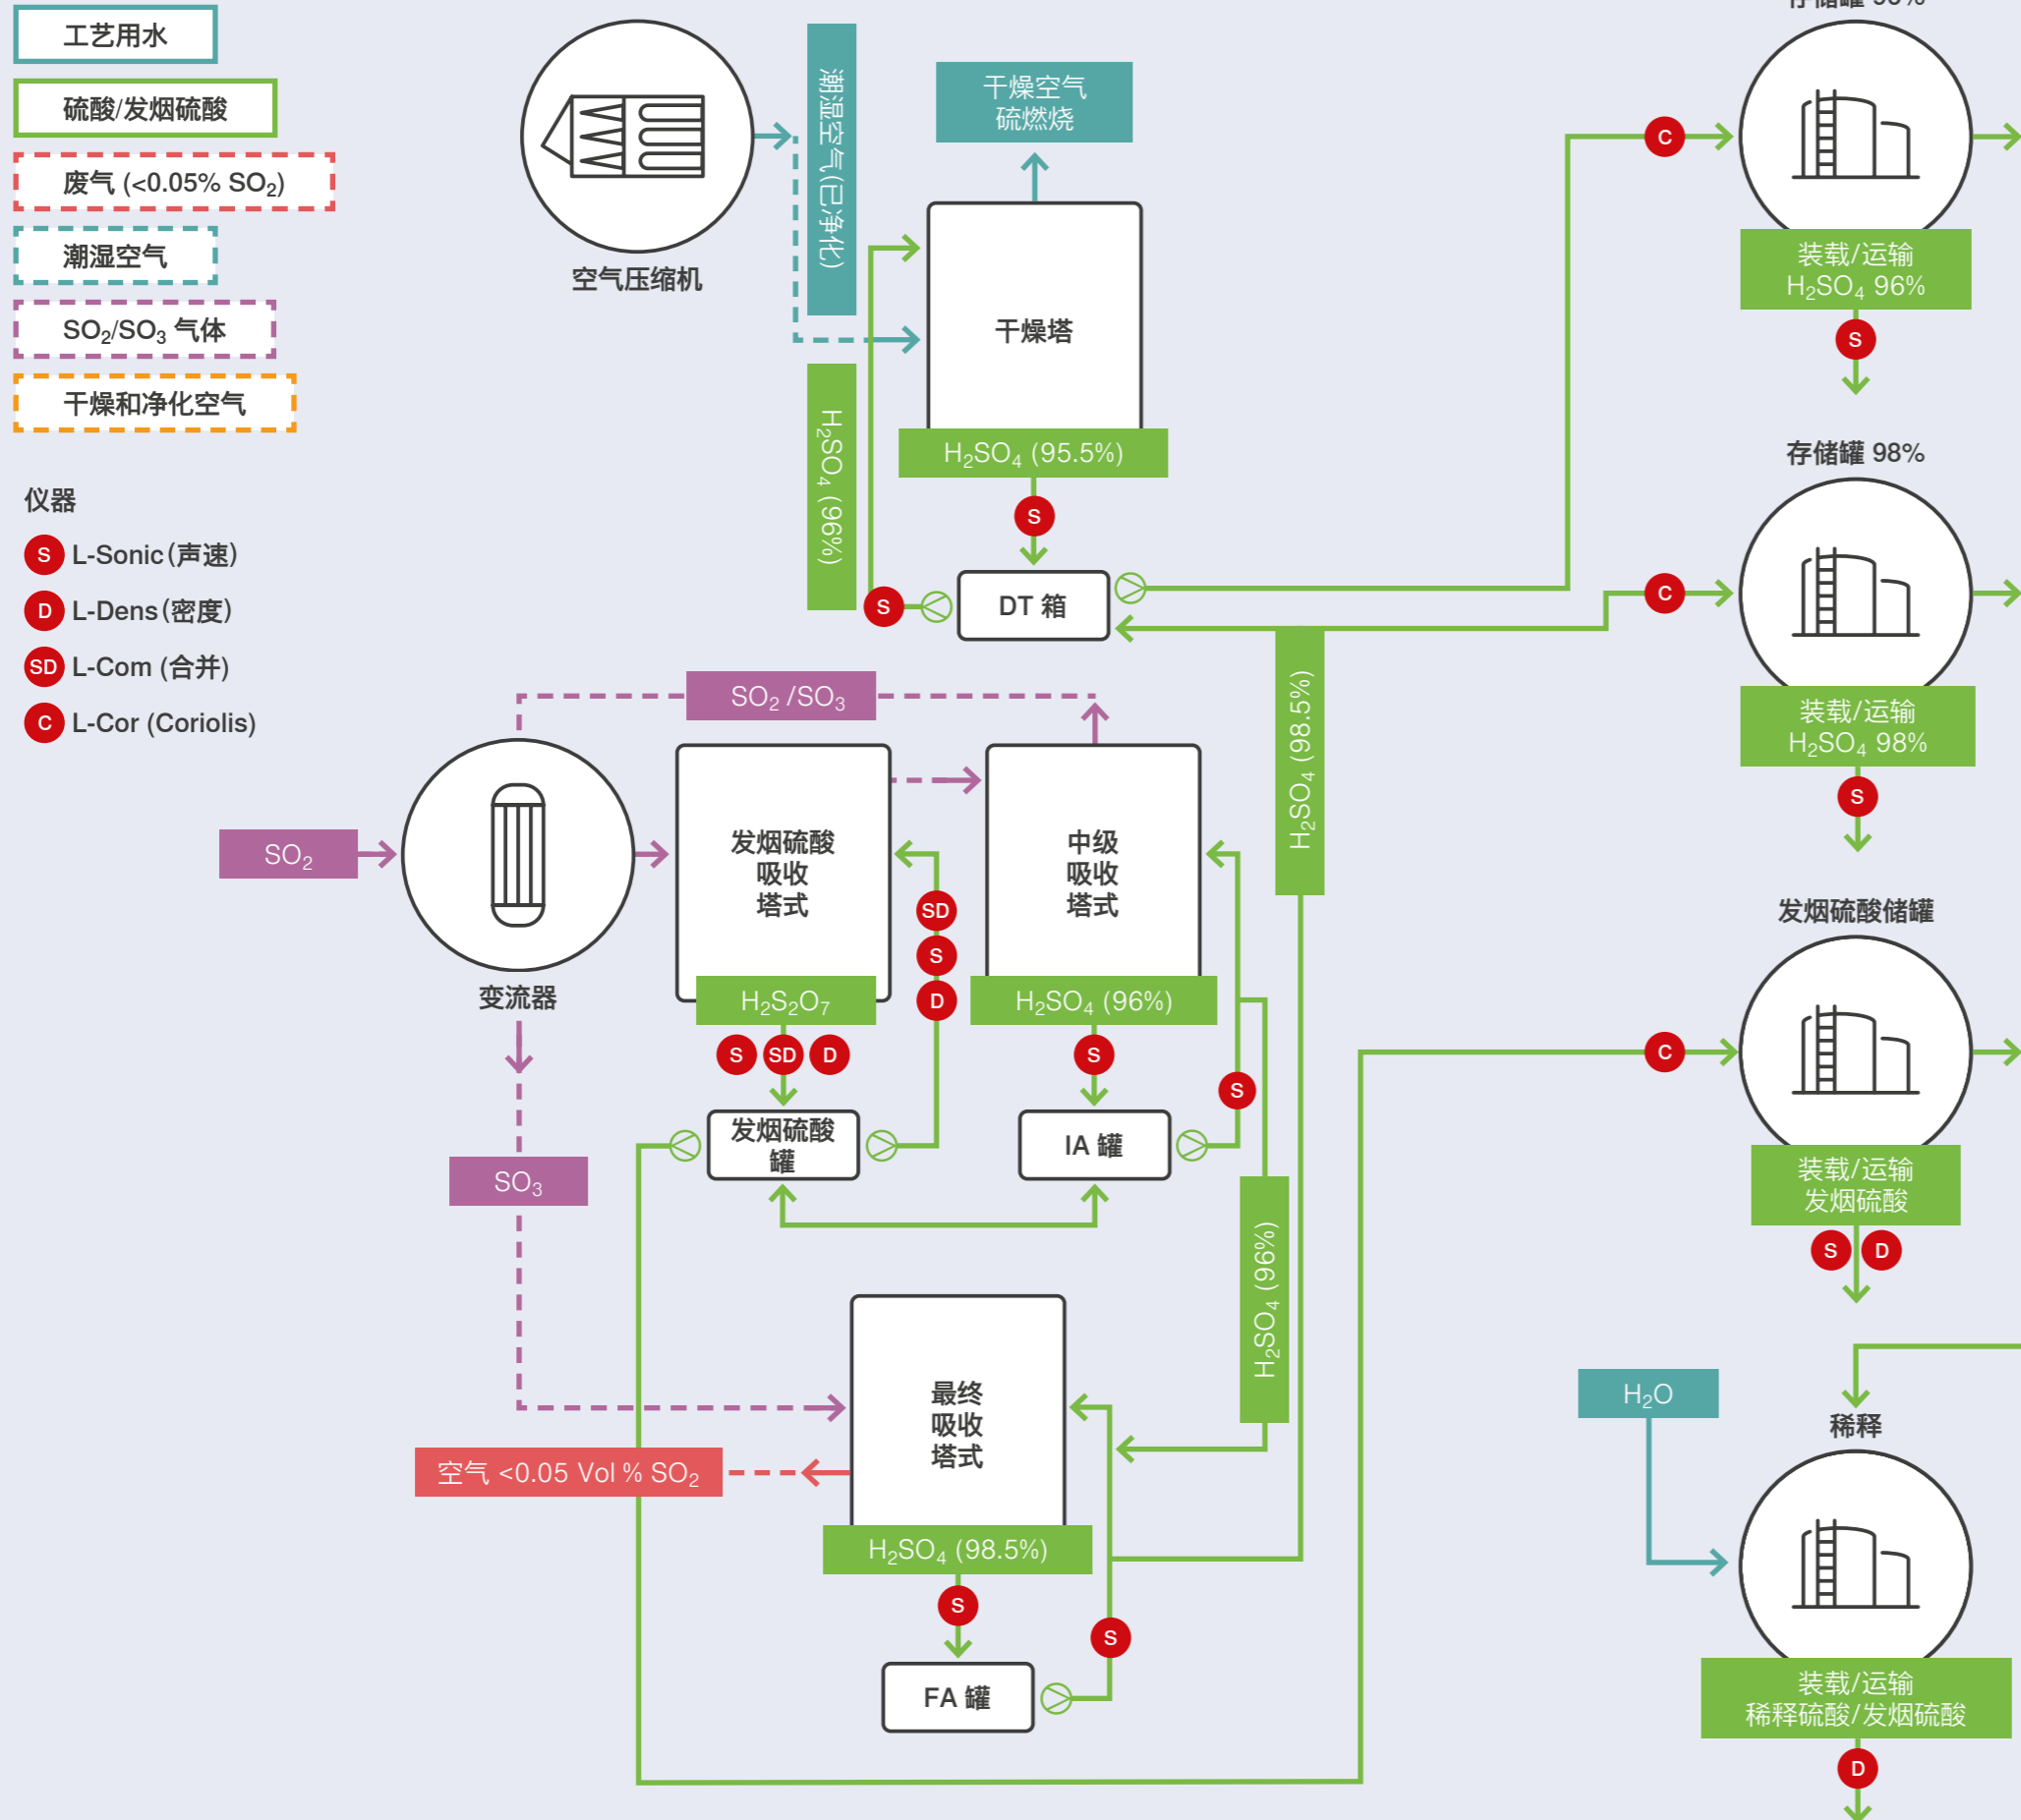 工艺用水
硫酸/发烟硫酸
废气 (<0.05% SO₂)
潮湿空气
SO₂/SO₃ 气体
干燥和净化空气
仪器
S L-Sonic(声速)
D L-Dens(密度)
SD L-Com (合并)
C L-Cor (Coriolis)
空气压缩机
潮湿空气(已净化)
干燥空气
硫燃烧
干燥塔
H₂SO₄ (95.5%)
S
H₂SO₄ (96%)
S
DT 箱
C
装载/运输
H₂SO₄ 96%
S
存储罐 98%
C
装载/运输
H₂SO₄ 98%
S
H₂SO₄ (98.5%)
SO₂ /SO₃
SO₂
变流器
发烟硫酸
吸收
塔式
H₂S₂O₇
S SD D
SD
S
D
发烟硫酸
罐
中级
吸收
塔式
H₂SO₄ (96%)
S
S
IA 罐
H₂SO₄ (96%)
SO₃
最终
吸收
塔式
空气 <0.05 Vol % SO₂
H₂SO₄ (98.5%)
S
S
FA 罐
发烟硫酸储罐
C
装载/运输
发烟硫酸
S D
H₂O
稀释
装载/运输
稀释硫酸/发烟硫酸
D